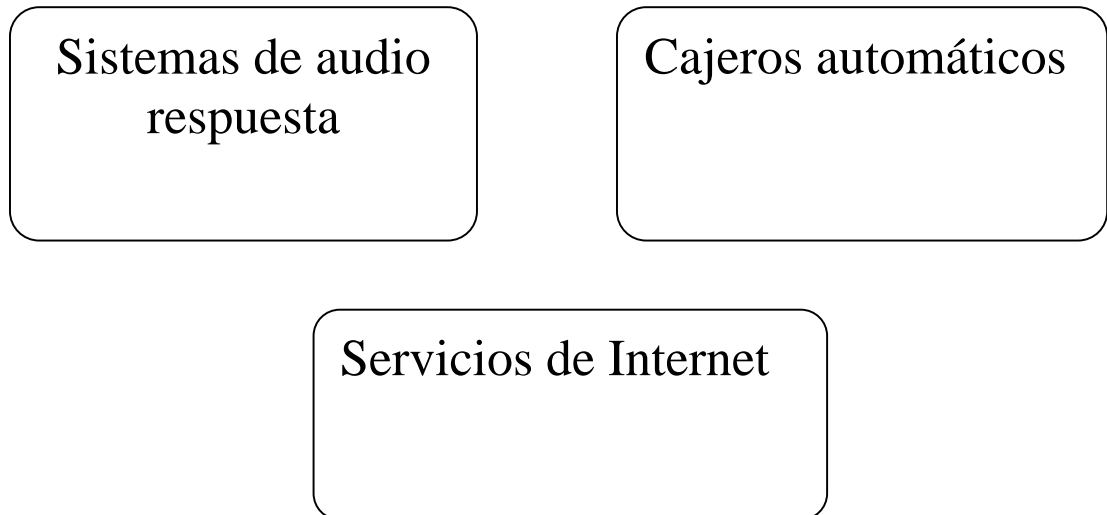 Sistemas de audio
respuesta
Cajeros automáticos
Servicios de Internet